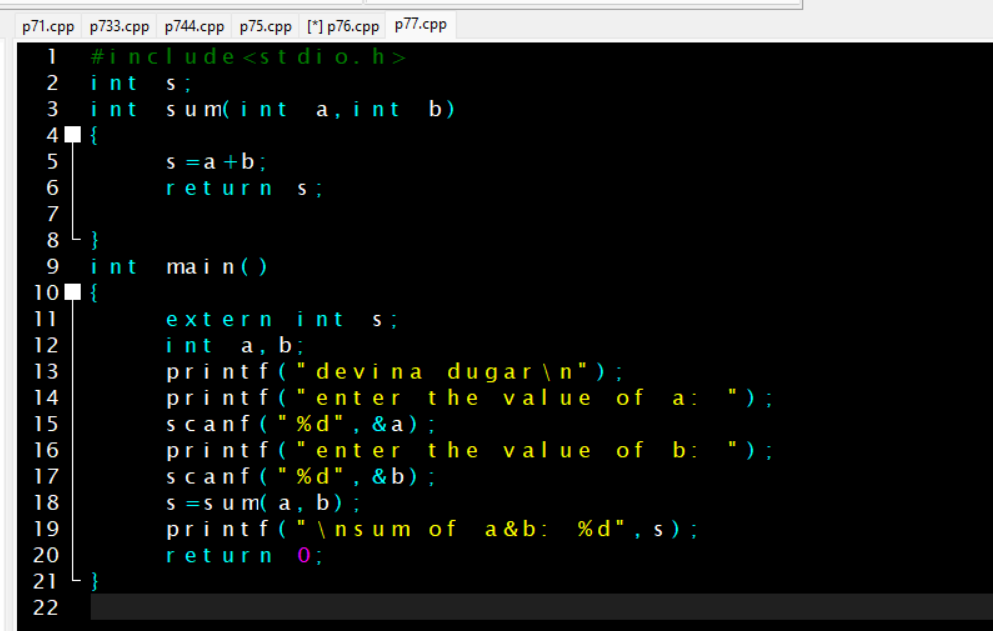 p71.cpp p733.cpp p744.cpp p75.cpp [*] p76.cpp p77.cpp
1 #include<stdio.h>
2 int s;
3 int sum(int a,int b)
4 {
5 s=a+b;
6 return s;
7
8 }
9 int main()
10 {
11 extern int s;
12 int a,b;
13 printf("devina dugar\n");
14 printf("enter the value of a: ");
15 scanf("%d",&a);
16 printf("enter the value of b: ");
17 scanf("%d",&b);
18 s=sum(a,b);
19 printf("\nsum of a&b: %d",s);
20 return 0;
21 }
22